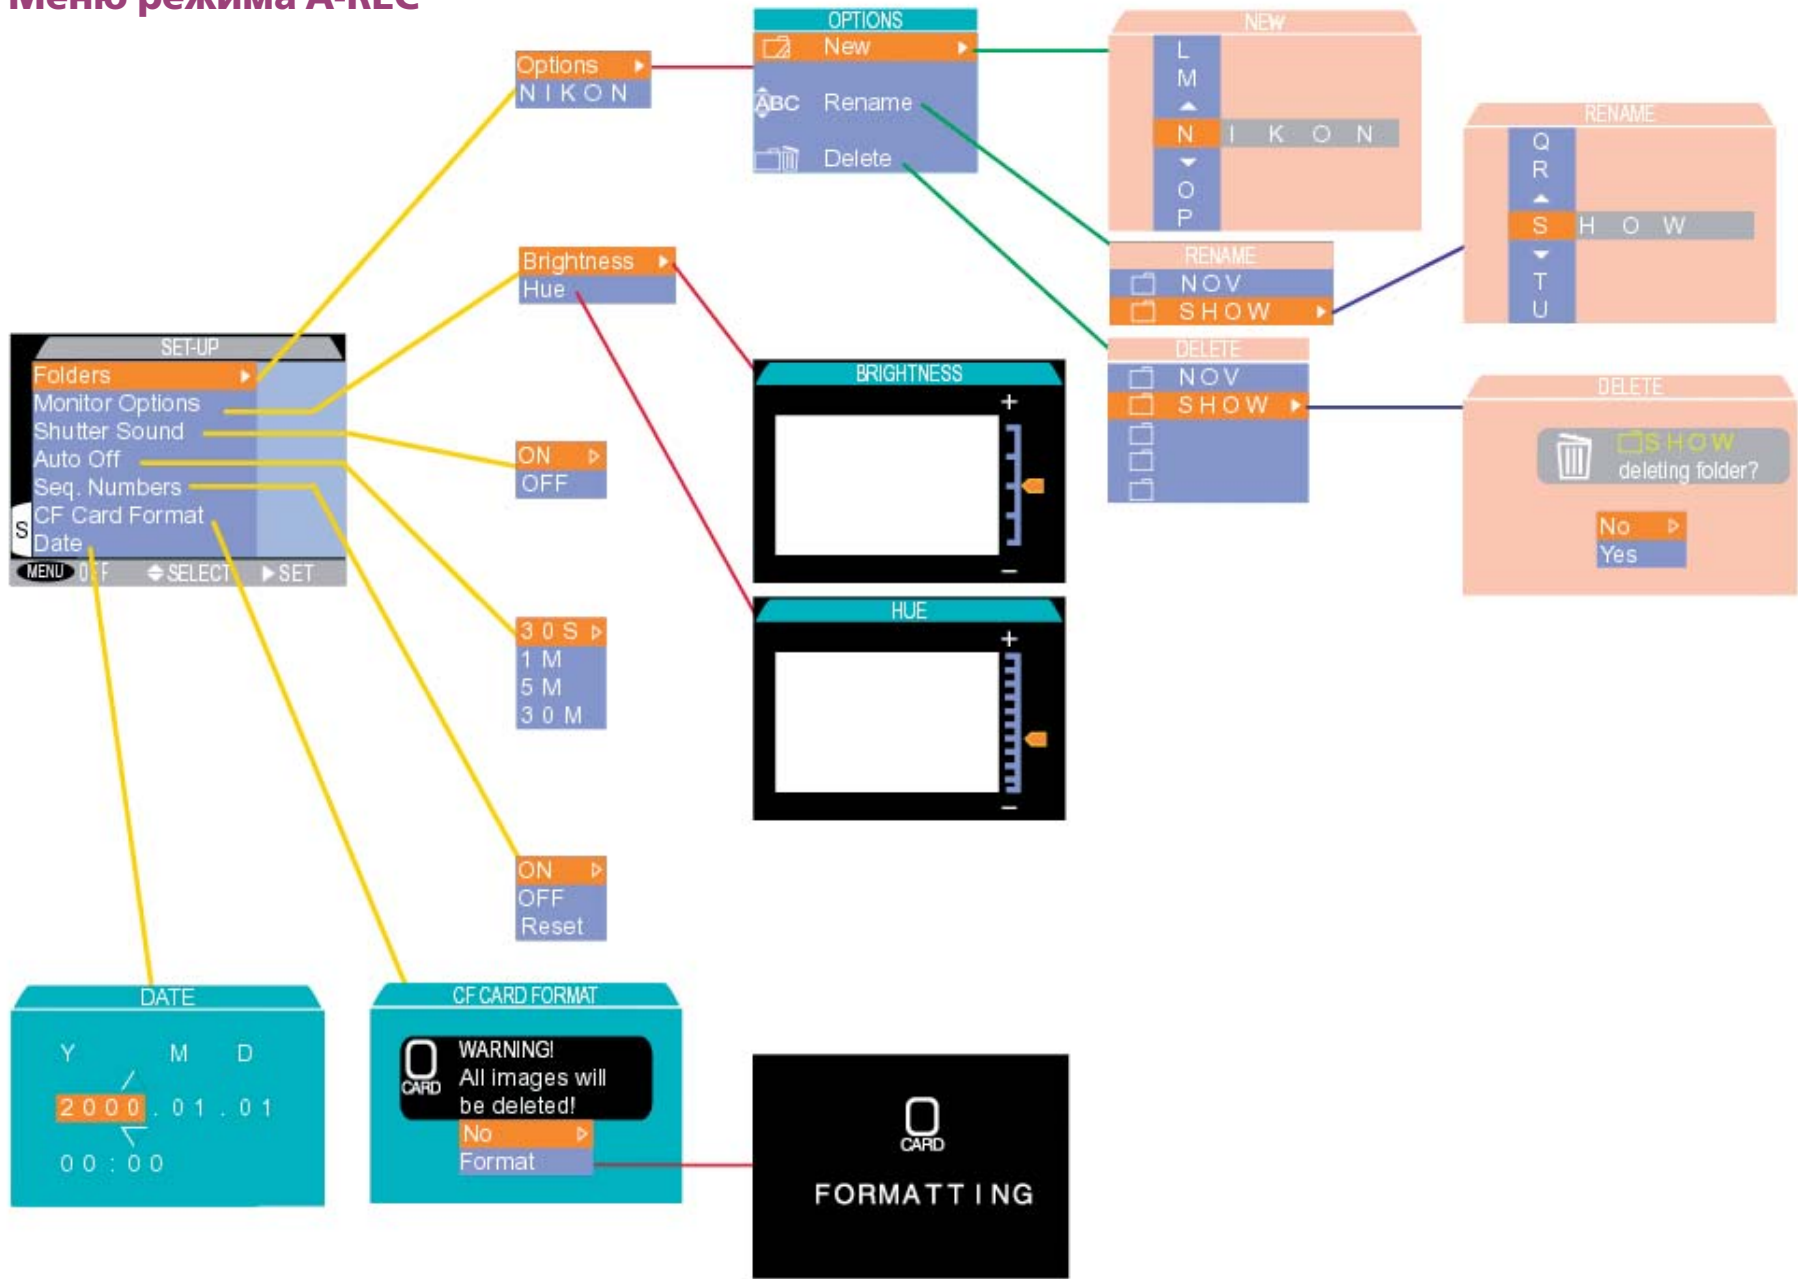 Меню режима A-REC
OPTIONS
New
ABC Rename
Delete
Options
NIKON
NEW
L
M
N I K O N
O
P
RENAME
Q
R
S H O W
T
U
RENAME
NOV
SHOW
Brightness
Hue
SET-UP
Folders
Monitor Options
Shutter Sound
Auto Off
Seq. Numbers
CF Card Format
S
Date
MENU OFF SELECT SET
DELETE
NOV
SHOW
DELETE
SHOW
deleting folder?
No
Yes
BRIGHTNESS
+
–
ON
OFF
HUE
+
–
30S
1M
5M
30M
ON
OFF
Reset
DATE
Y M D
2000.01.01
00:00
CF CARD FORMAT
CARD
WARNING!
All images will
be deleted!
No
Format
CARD
FORMATTING